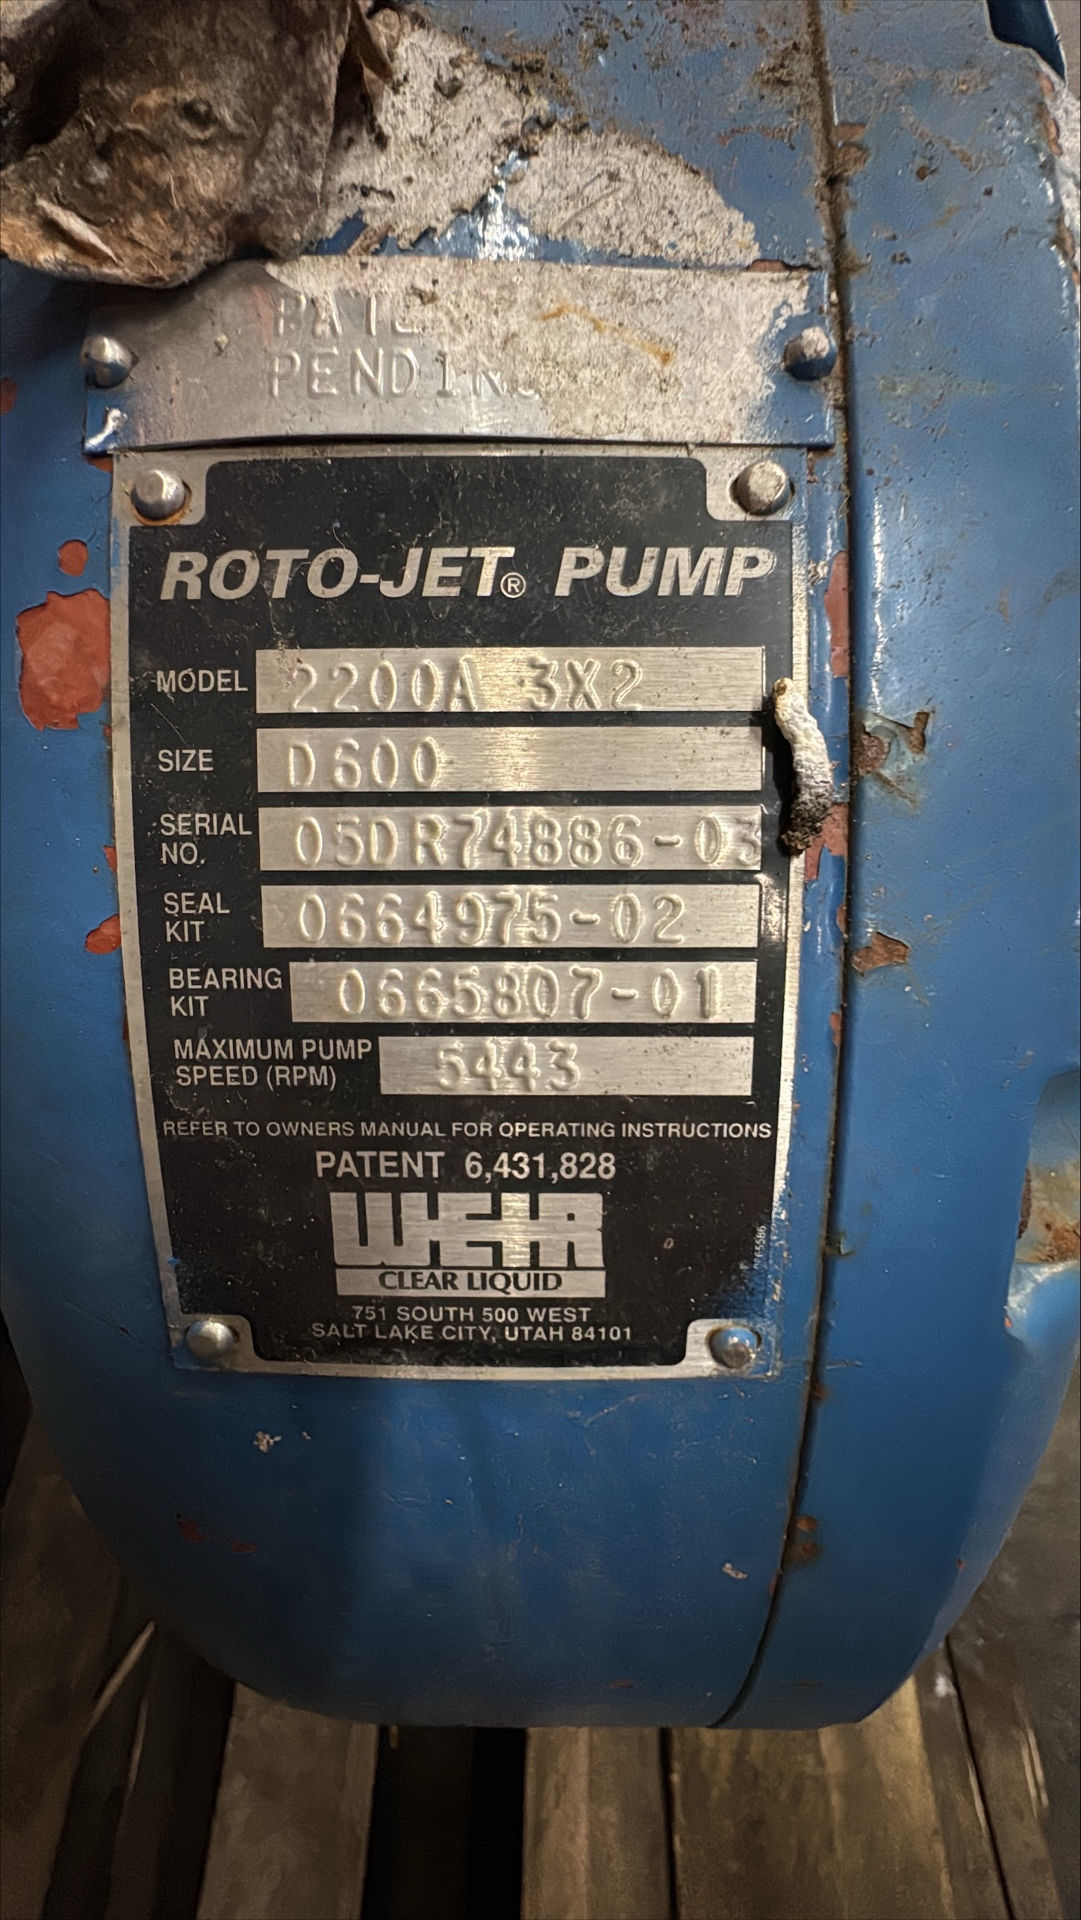 PENDING
ROTO-JET® PUMP
MODEL 2200A 3X2
SIZE D600
SERIAL NO. 05DR74886-03
SEAL KIT 0664975-02
BEARING KIT 0665807-01
MAXIMUM PUMP SPEED (RPM) 5443
REFER TO OWNERS MANUAL FOR OPERATING INSTRUCTIONS
PATENT 6,431,828
WEIR
CLEAR LIQUID
751 SOUTH 500 WEST
SALT LAKE CITY, UTAH 84101